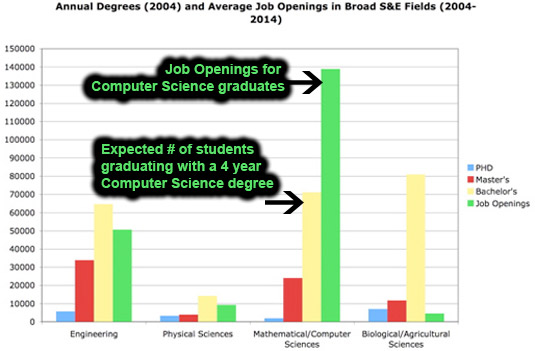 Annual Degrees (2004) and Average Job Openings in Broad S&E Fields (2004-
2014)
150000
140000
130000
120000
110000
100000
90000
80000
70000
60000
50000
40000
30000
20000
10000
0
Job Openings for
Computer Science graduates
Expected # of students
graduating with a 4 year
Computer Science degree
PHD
Master's
Bachelor's
Job Openings
Engineering
Physical Sciences
Mathematical/Computer
Sciences
Biological/Agricultural
Sciences